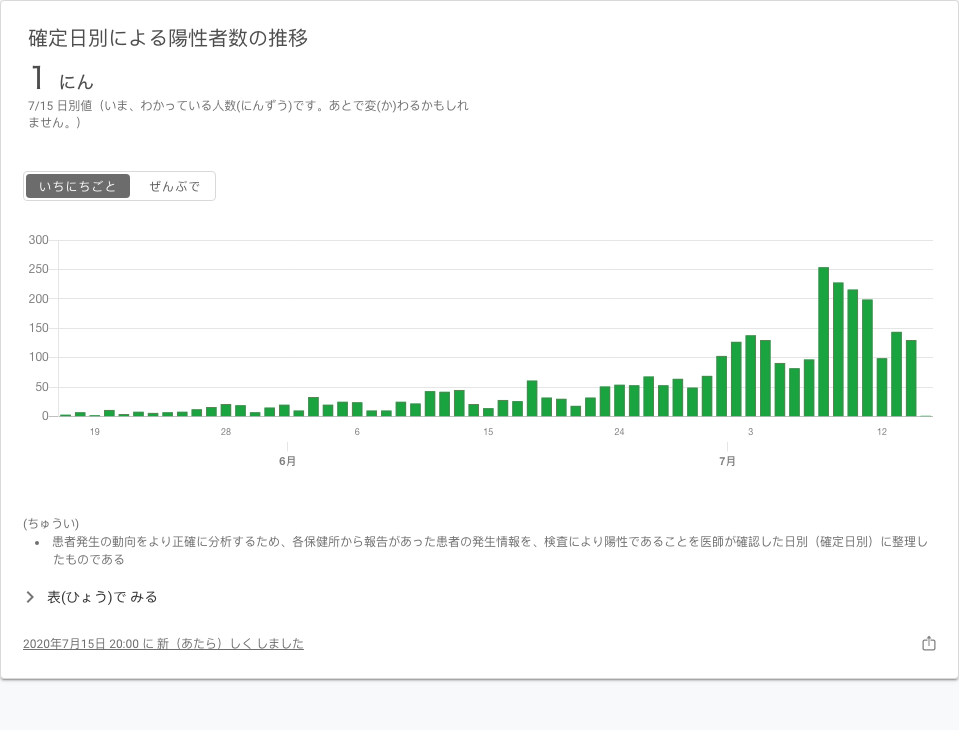 確定日別による陽性者数の推移
1 にん
7/15 日別値（いま、わかっている人数(にんずう)です。あとで変(か)わるかもしれ
ません。）
いちにちごと ぜんぶで
300
250
200
150
100
50
0
19 28 6 15 24 3 12
6月 7月
(ちゅうい)
• 患者発生の動向をより正確に分析するため、各保健所から報告があった患者の発生情報を、検査により陽性であることを医師が確認した日別（確定日別）に整理し
たものである
表(ひょう)で みる
2020年7月15日 20:00 に 新（あたら）しく しました